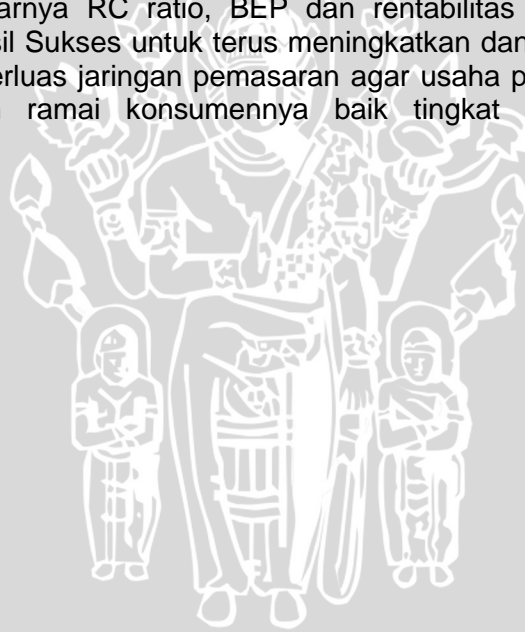 arnya RC ratio, BEP dan rentabilitas
sil Sukses untuk terus meningkatkan dan
erluas jaringan pemasaran agar usaha p
ramai konsumennya baik tingkat